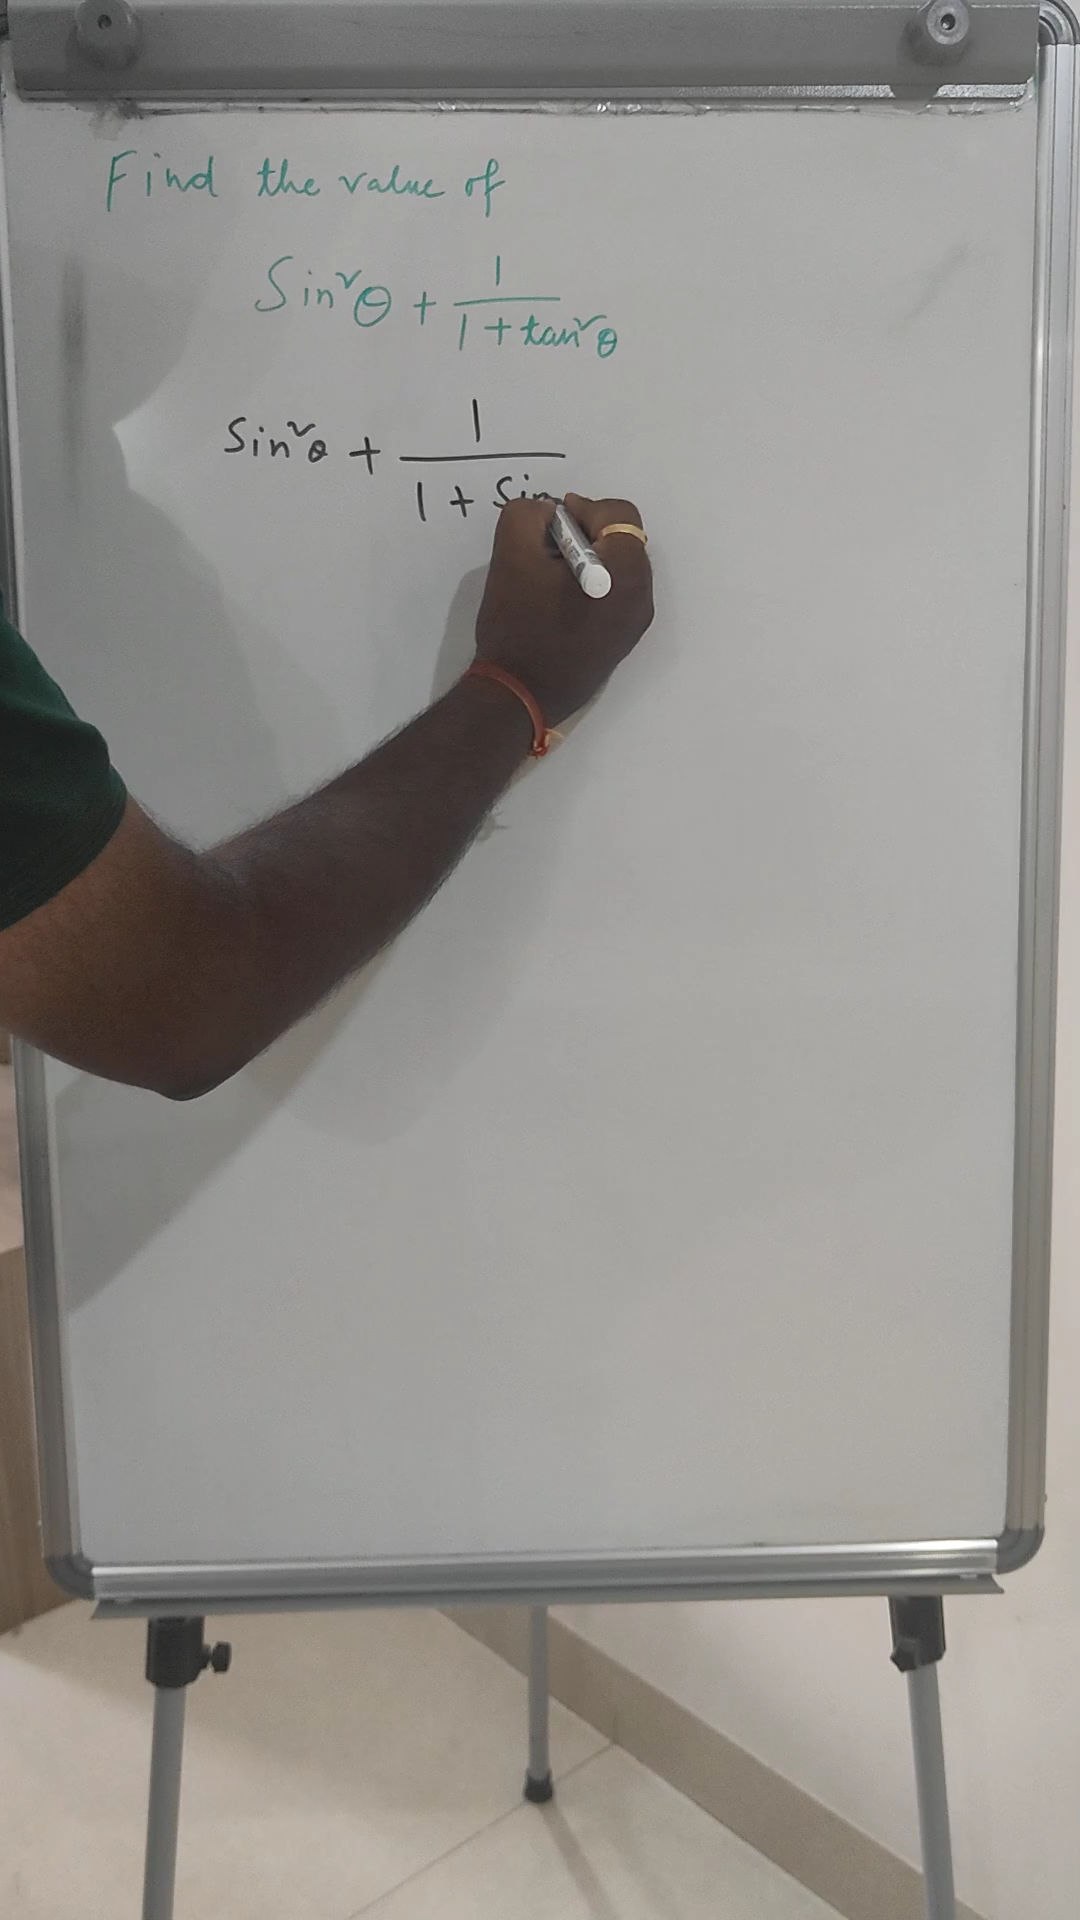 Find the value of
Sin²θ + 1/(1 + tan²θ)
Sin²θ + 1/(1 + Sin